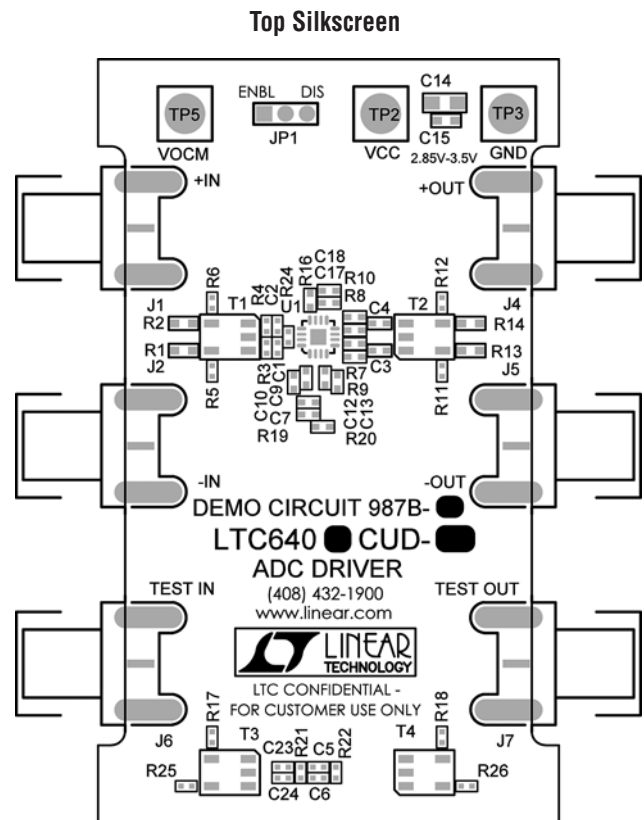 Top Silkscreen
ENBL DIS
C14
TP5
TP2
TP3
JP1
C15
VOCM
VCC
2.85V-3.5V
GND
+IN
+OUT
R6
R4
C2
R24
R16
C18
C17
R10
R8
R12
J1
T1
U1
C4
T2
J4
R2
R14
R1
R13
J2
C3
J5
R5
R3
C1
R7
R9
R11
C10
C9
C7
C12
C13
R19
R20
-IN
-OUT
DEMO CIRCUIT 987B-
LTC640 CUD-
ADC DRIVER
TEST IN
(408) 432-1900
TEST OUT
www.linear.com
LINEAR
TECHNOLOGY
LTC CONFIDENTIAL -
FOR CUSTOMER USE ONLY
R17
R18
J6
T3
C23
R21
C5
R22
T4
J7
R25
C24
C6
R26